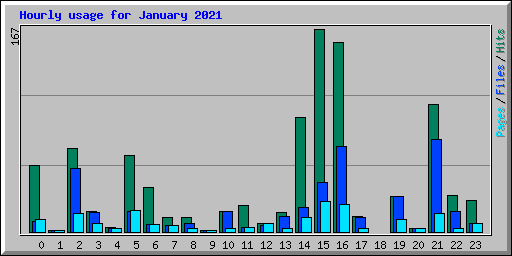 Hourly usage for January 2021
167
Pages/Files/Hits
0 1 2 3 4 5 6 7 8 9 10 11 12 13 14 15 16 17 18 19 20 21 22 23